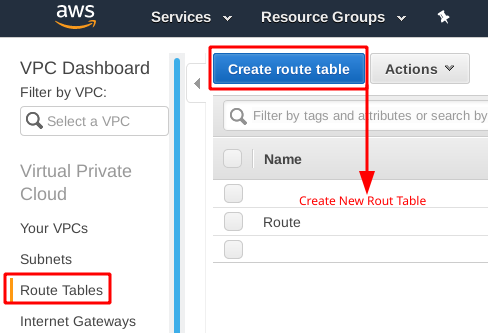 aws Services Resource Groups
VPC Dashboard
Filter by VPC:
Select a VPC
Virtual Private
Cloud
Your VPCs
Subnets
Route Tables
Internet Gateways
Create route table Actions
Filter by tags and attributes or search by
Name
Create New Rout Table
Route